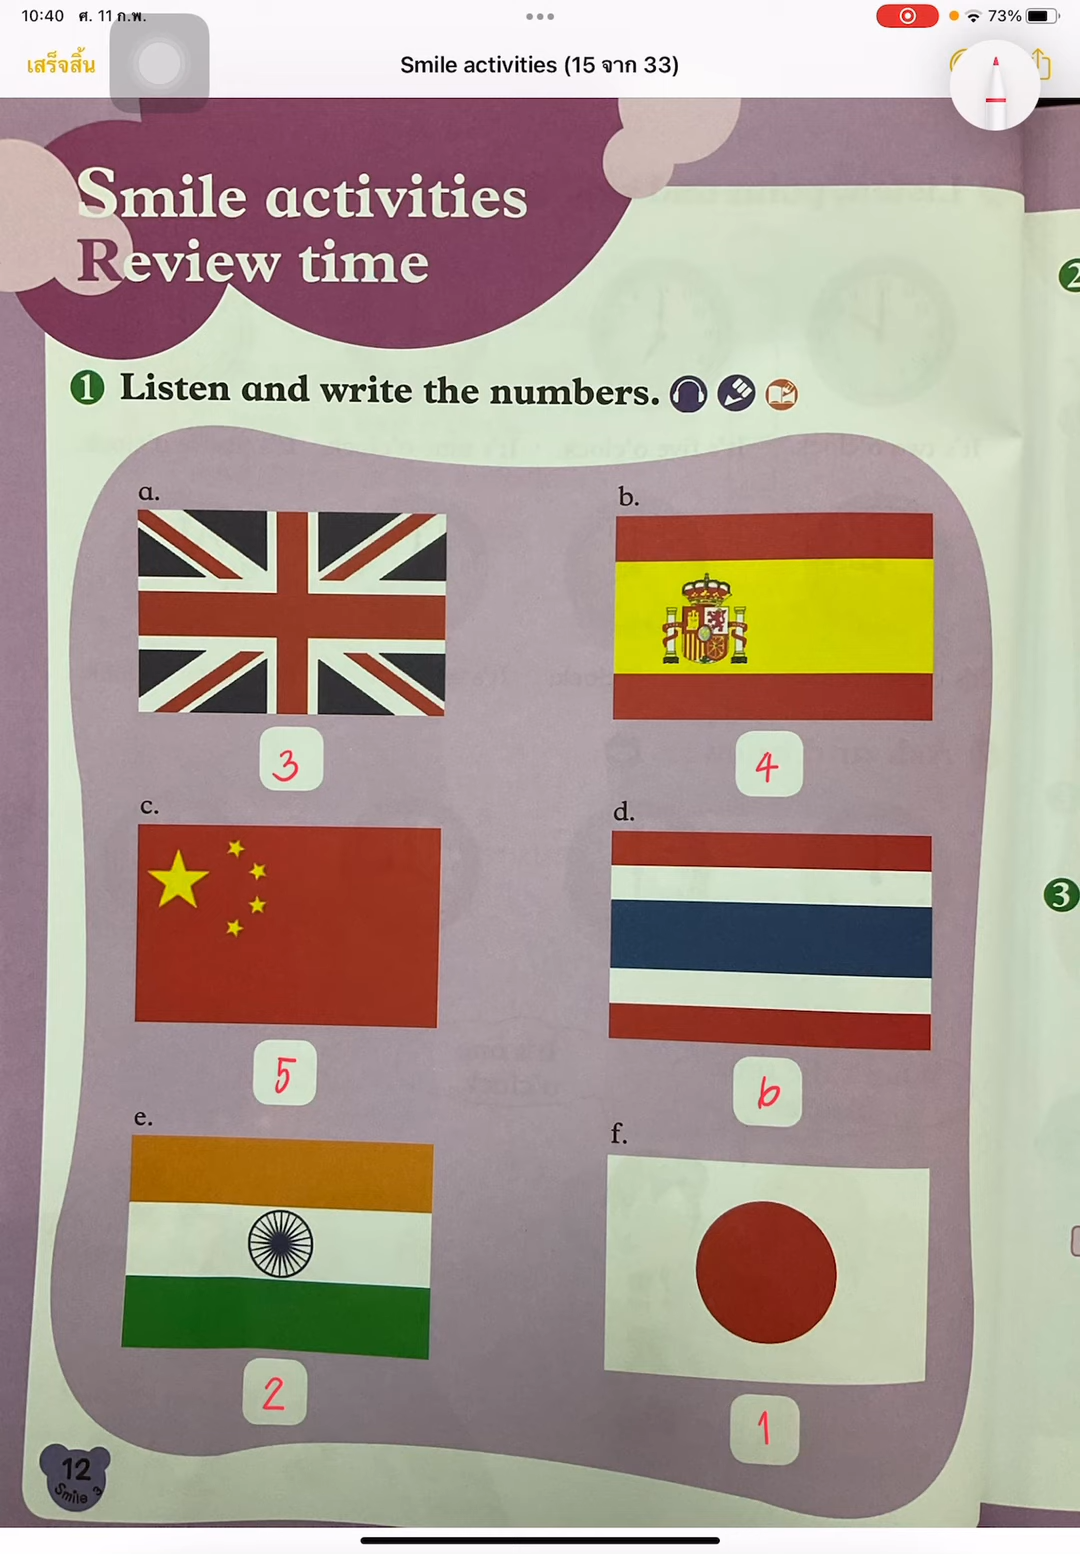 10:40 ศ. 11 ก.พ.
73%
เสร็จสิ้น
Smile activities (15 จาก 33)
Smile activities
Review time
2
1 Listen and write the numbers.
a.
b.
3
4
c.
d.
3
5
6
e.
f.
2
1
12
Smile 3